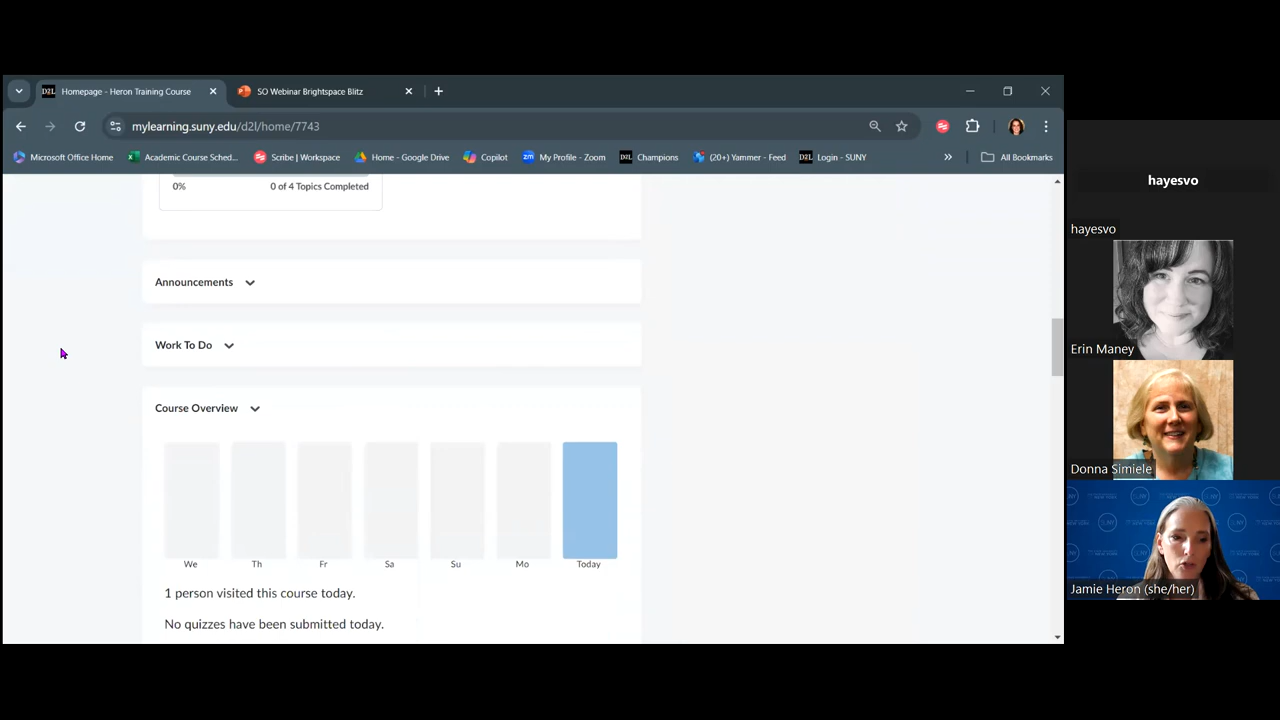 Homepage - Heron Training Course
SO Webinar Brightspace Blitz
mylearning.suny.edu/d2l/home/7743
Microsoft Office Home
Academic Course Sched...
Scribe | Workspace
Home - Google Drive
Copilot
My Profile - Zoom
D2L Champions
(20+) Yammer - Feed
D2L Login - SUNY
»
All Bookmarks
0%
0 of 4 Topics Completed
Announcements
Work To Do
Course Overview
We Th Fr Sa Su Mo Today
1 person visited this course today.
No quizzes have been submitted today.
hayesvo
hayesvo
Erin Maney
Donna Simiele
Jamie Heron (she/her)